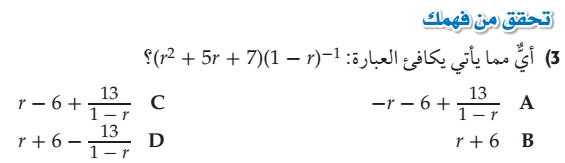 تحقق من فهمك
(3 أيٌّ مما يأتي يكافئ العبارة: (r² + 5r + 7)(1 − r)⁻¹؟
−r − 6 + 13/(1 − r) A
r − 6 + 13/(1 − r) C
r + 6 B
r + 6 − 13/(1 − r) D